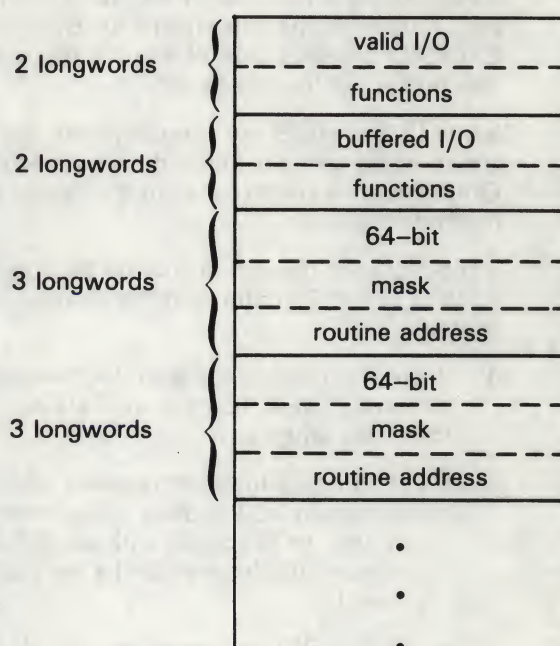 2 longwords
valid I/O
functions
2 longwords
buffered I/O
functions
3 longwords
64–bit
mask
routine address
3 longwords
64–bit
mask
routine address